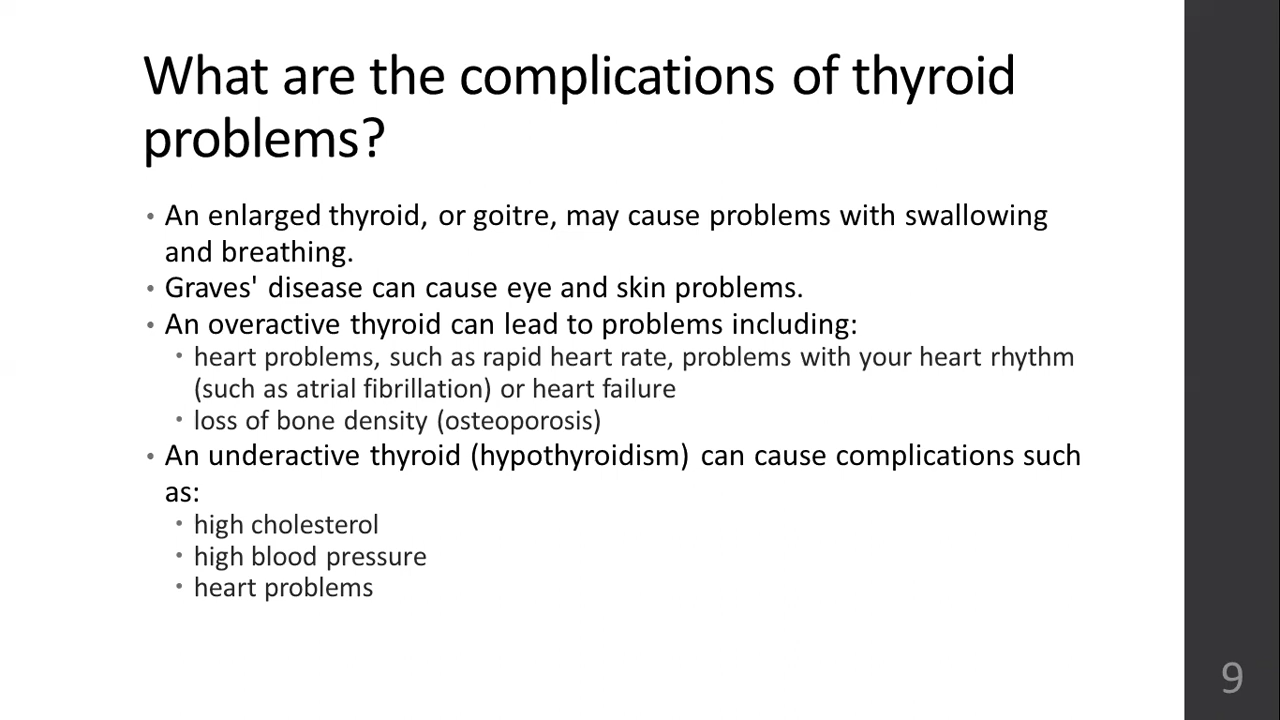 What are the complications of thyroid
problems?
• An enlarged thyroid, or goitre, may cause problems with swallowing
and breathing.
• Graves' disease can cause eye and skin problems.
• An overactive thyroid can lead to problems including:
• heart problems, such as rapid heart rate, problems with your heart rhythm
(such as atrial fibrillation) or heart failure
• loss of bone density (osteoporosis)
• An underactive thyroid (hypothyroidism) can cause complications such
as:
• high cholesterol
• high blood pressure
• heart problems
9